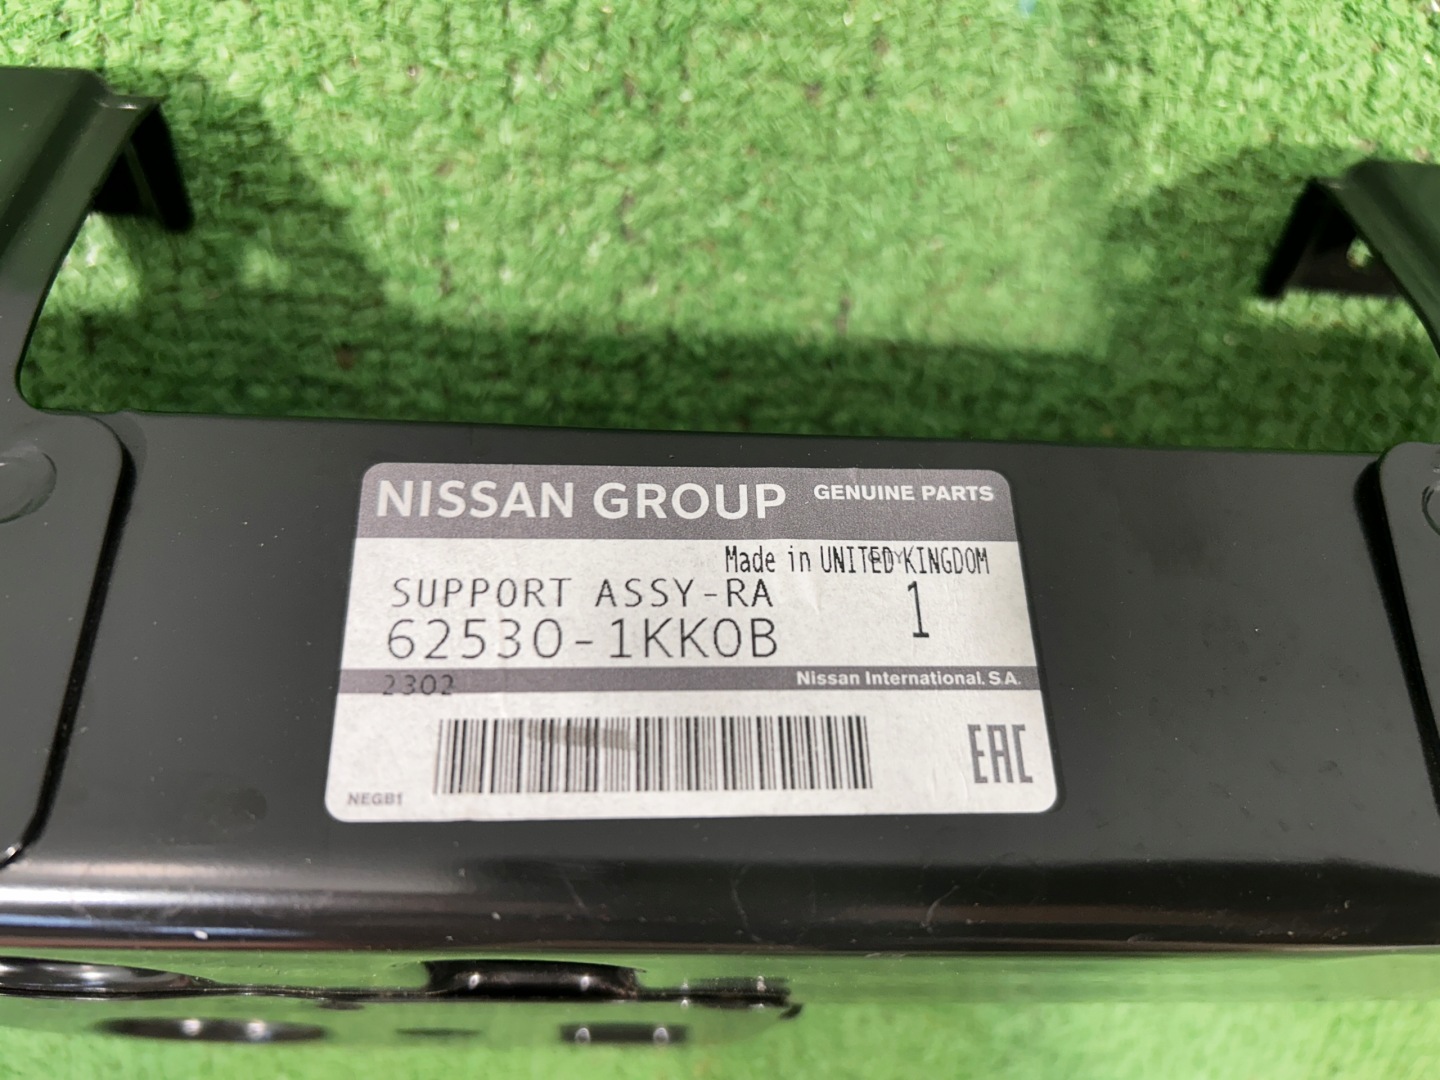 NISSAN GROUP GENUINE PARTS
Made in UNITED KINGDOM
SUPPORT ASSY-RA 1
62530-1KK0B
2302 Nissan International. S.A.
EAC
NEGB1